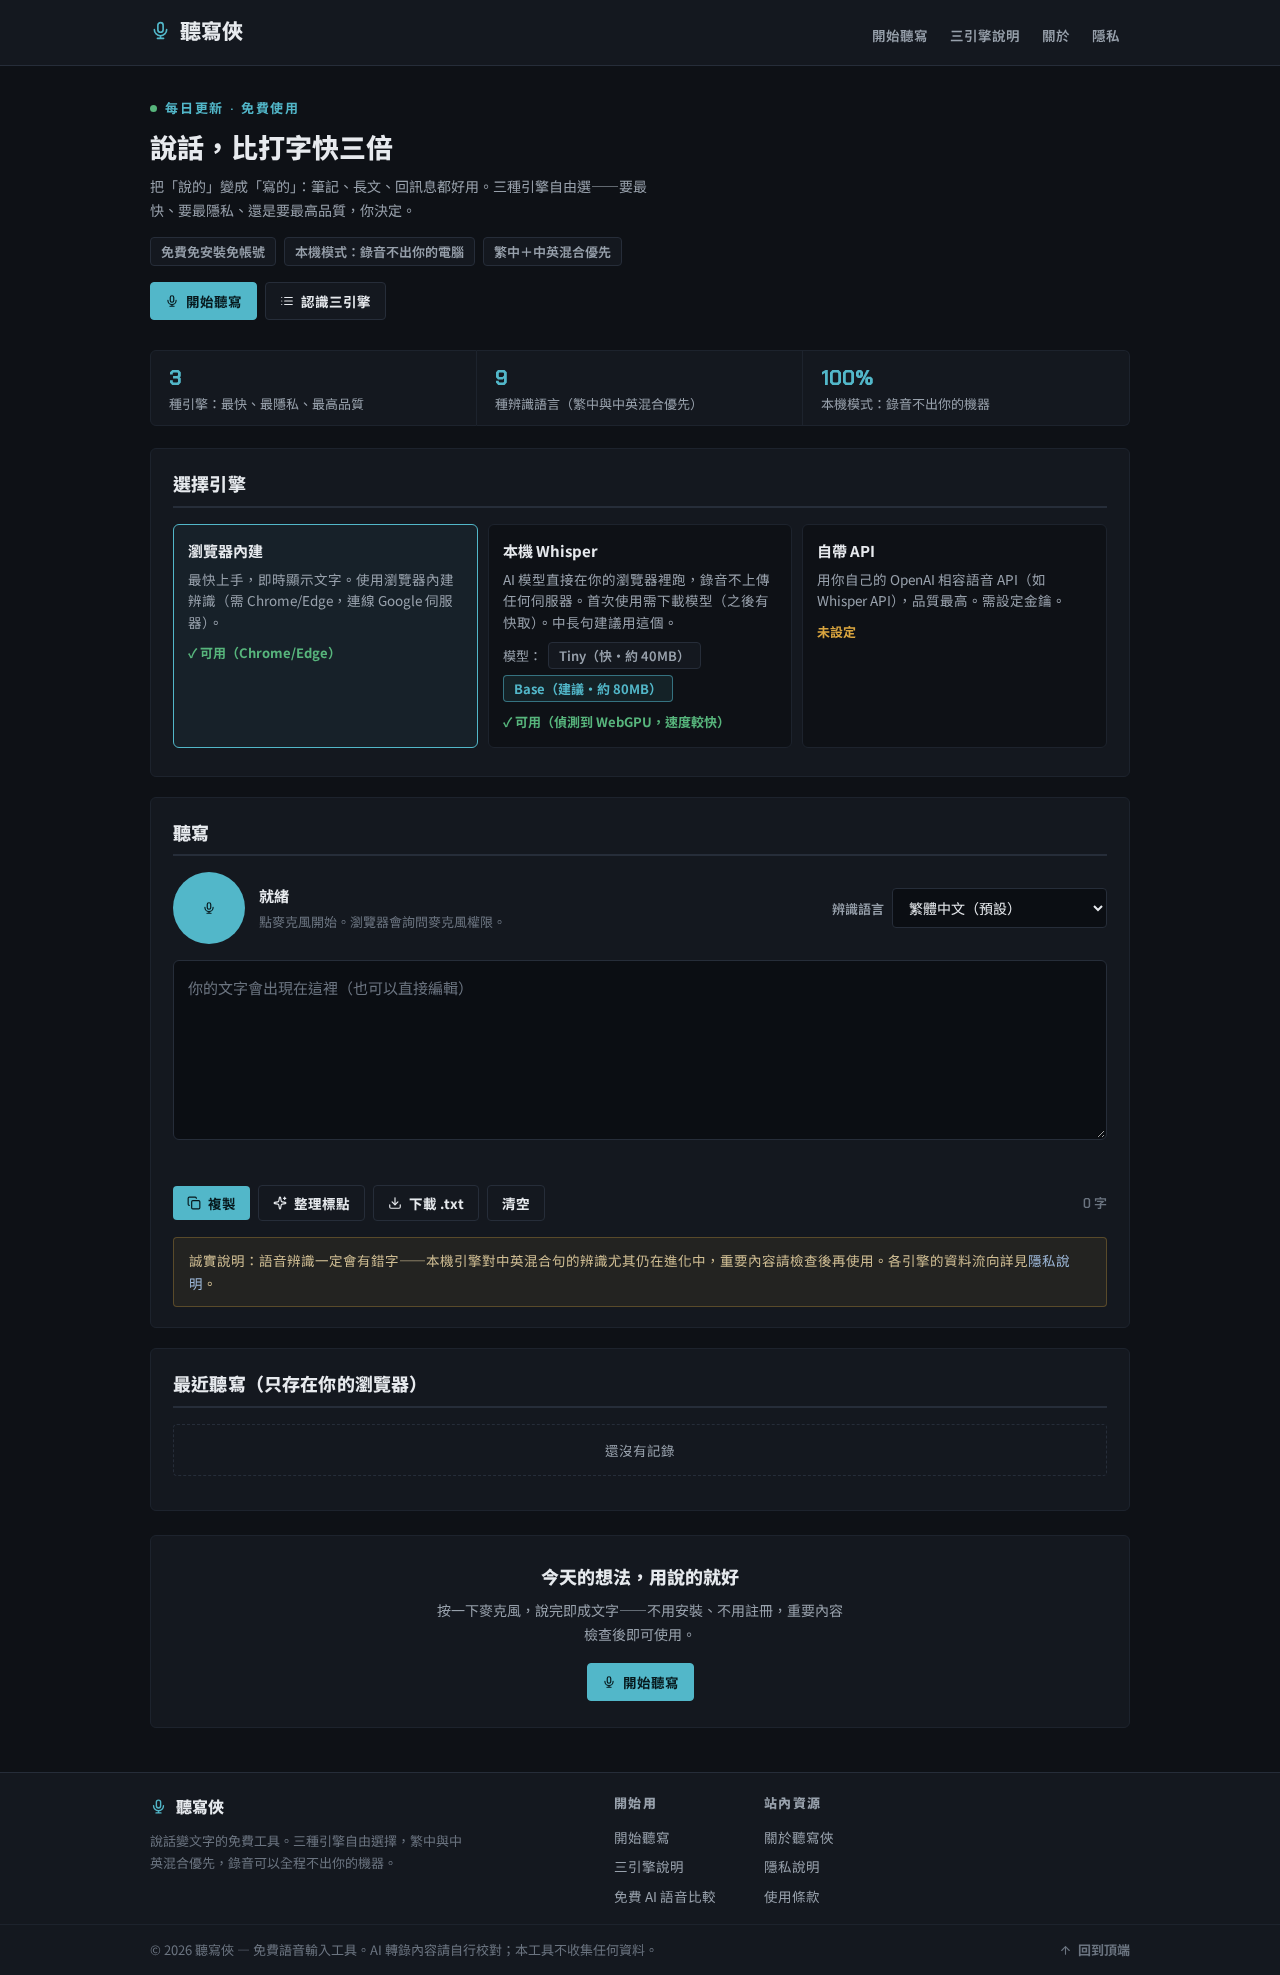 聽寫俠
開始聽寫
三引擎說明
關於
隱私
每日更新 · 免費使用
說話，比打字快三倍
把「說的」變成「寫的」：筆記、長文、回訊息都好用。三種引擎自由選——要最
快、要最隱私、還是要最高品質，你決定。
免費免安裝免帳號
本機模式：錄音不出你的電腦
繁中＋中英混合優先
開始聽寫
認識三引擎
3
種引擎：最快、最隱私、最高品質
9
種辨識語言（繁中與中英混合優先）
100%
本機模式：錄音不出你的機器
選擇引擎
瀏覽器內建
最快上手，即時顯示文字。使用瀏覽器內建
辨識（需 Chrome/Edge，連線 Google 伺服
器）。
✓ 可用（Chrome/Edge）
本機 Whisper
AI 模型直接在你的瀏覽器裡跑，錄音不上傳
任何伺服器。首次使用需下載模型（之後有
快取）。中長句建議用這個。
模型：
Tiny（快・約 40MB）
Base（建議・約 80MB）
✓ 可用（偵測到 WebGPU，速度較快）
自帶 API
用你自己的 OpenAI 相容語音 API（如
Whisper API），品質最高。需設定金鑰。
未設定
聽寫
就緒
點麥克風開始。瀏覽器會詢問麥克風權限。
辨識語言
繁體中文（預設）
你的文字會出現在這裡（也可以直接編輯）
複製
整理標點
下載 .txt
清空
0 字
誠實說明：語音辨識一定會有錯字——本機引擎對中英混合句的辨識尤其仍在進化中，重要內容請檢查後再使用。各引擎的資料流向詳見隱私說
明。
最近聽寫（只存在你的瀏覽器）
還沒有記錄
今天的想法，用說的就好
按一下麥克風，說完即成文字——不用安裝、不用註冊，重要內容
檢查後即可使用。
開始聽寫
聽寫俠
說話變文字的免費工具。三種引擎自由選擇，繁中與中
英混合優先，錄音可以全程不出你的機器。
開始用
開始聽寫
三引擎說明
免費 AI 語音比較
站內資源
關於聽寫俠
隱私說明
使用條款
© 2026 聽寫俠 — 免費語音輸入工具。AI 轉錄內容請自行校對；本工具不收集任何資料。
回到頂端